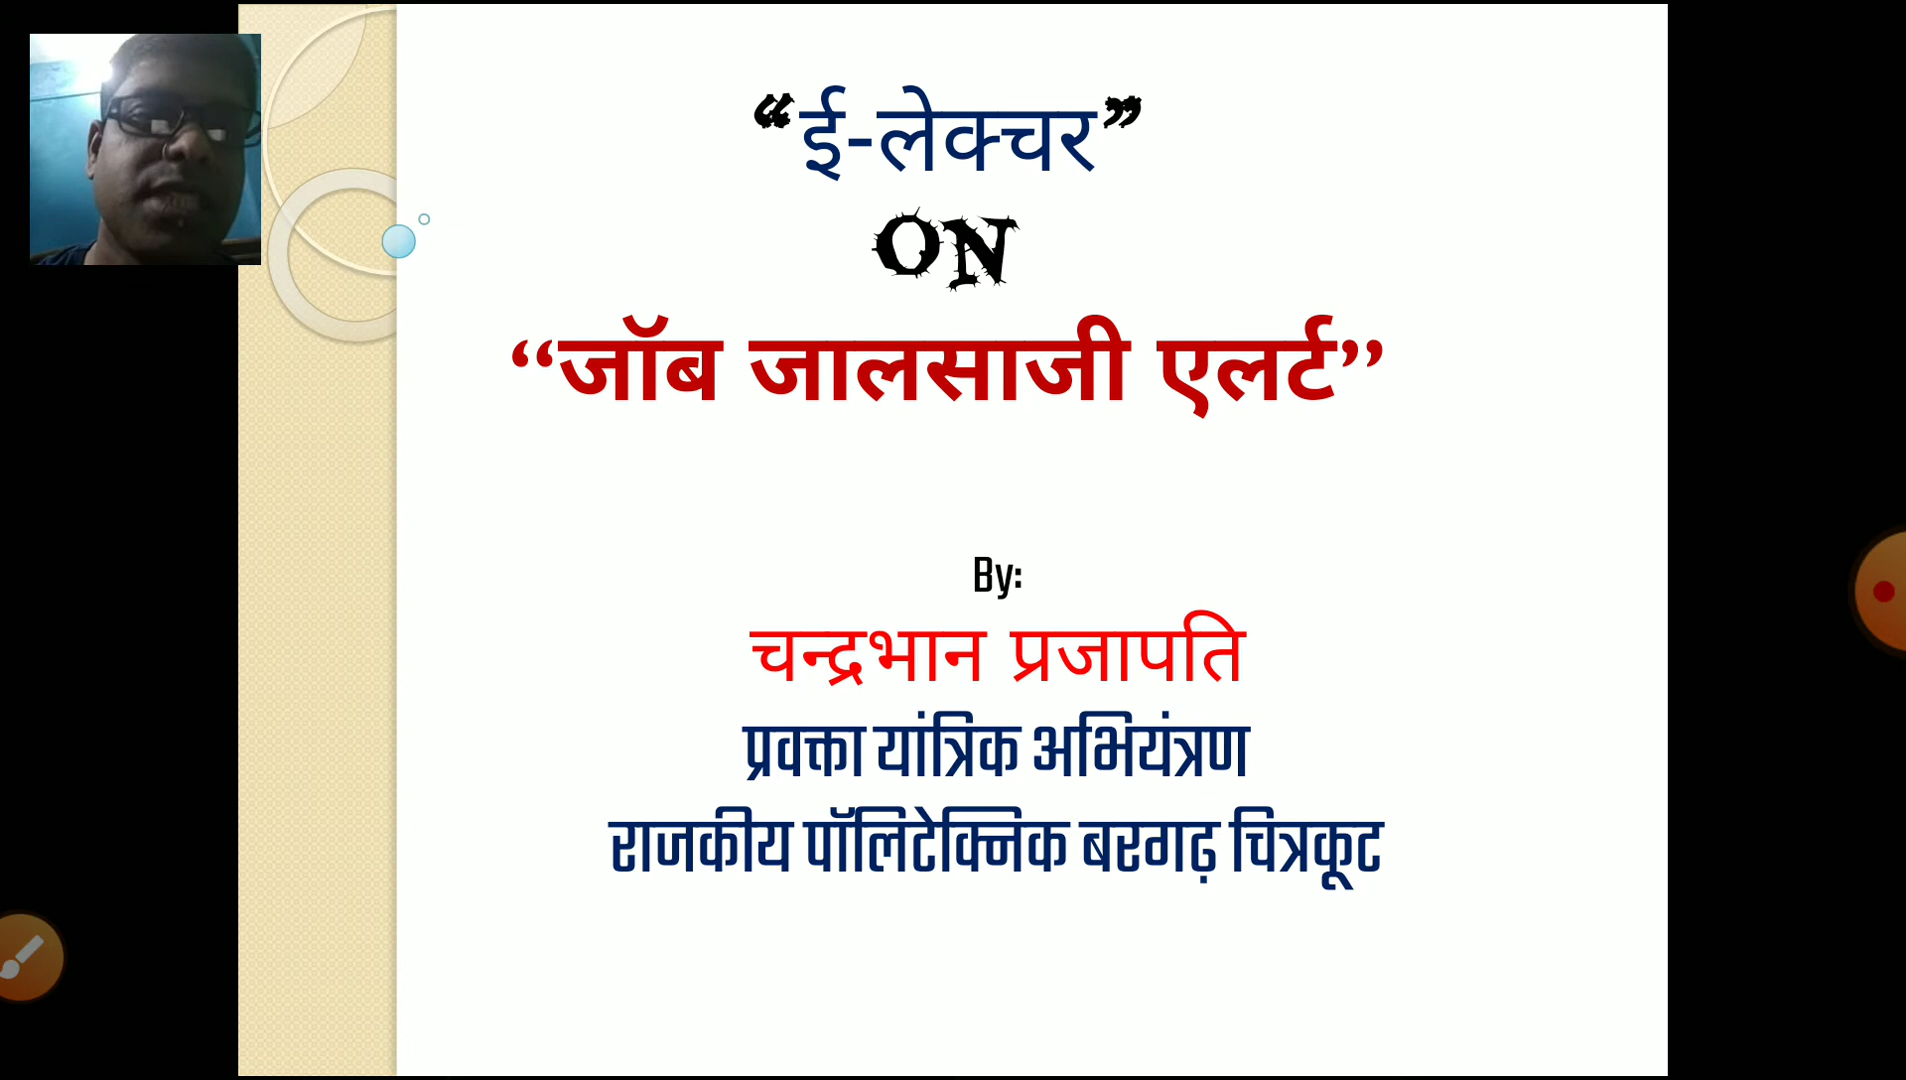 “ई-लेक्चर”
ON
“जॉब जालसाजी एलर्ट”
By:
चन्द्रभान प्रजापति
प्रवक्ता यांत्रिक अभियंत्रण
राजकीय पॉलिटेक्निक बरगढ़ चित्रकूट